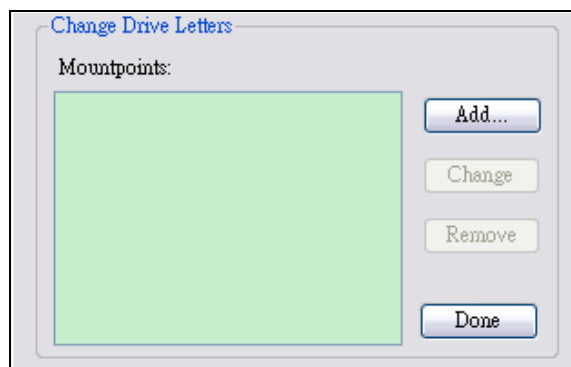 Change Drive Letters
Mountpoints:
Add...
Change
Remove
Done